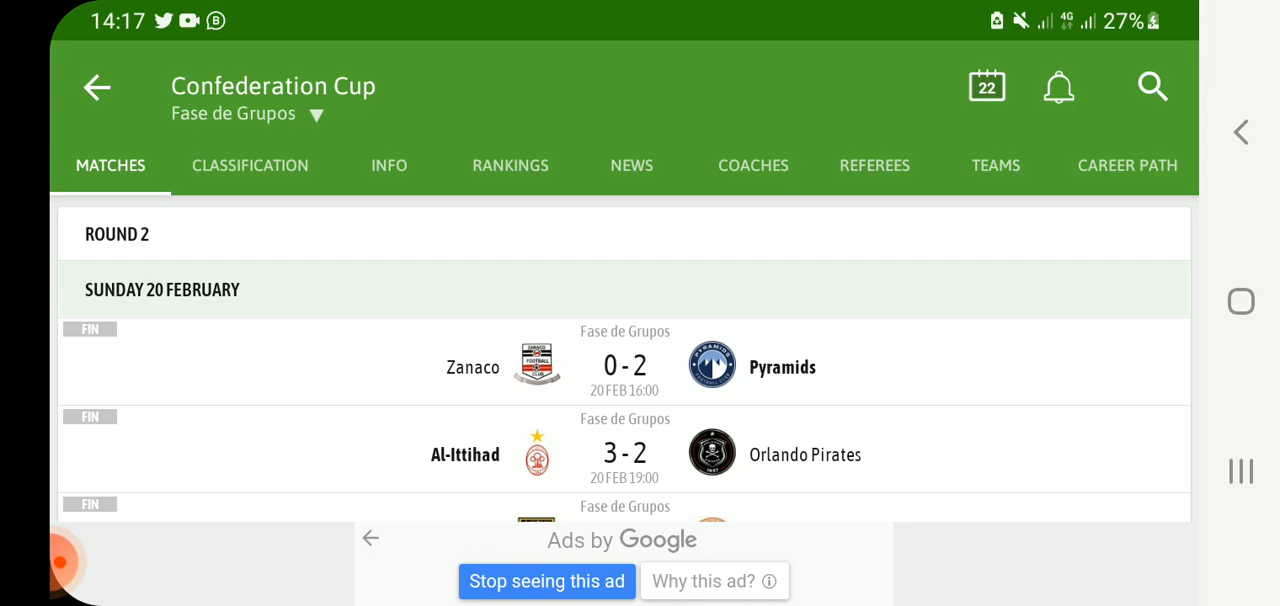 14:17
4G 27%
Confederation Cup
22
Fase de Grupos ▼
MATCHES CLASSIFICATION INFO RANKINGS NEWS COACHES REFEREES TEAMS CAREER PATH
ROUND 2
SUNDAY 20 FEBRUARY
FIN
Fase de Grupos
Zanaco 0 - 2 Pyramids
20 FEB 16:00
FIN
Fase de Grupos
Al-Ittihad 3 - 2 Orlando Pirates
20 FEB 19:00
FIN
Fase de Grupos
Ads by Google
Stop seeing this ad Why this ad?